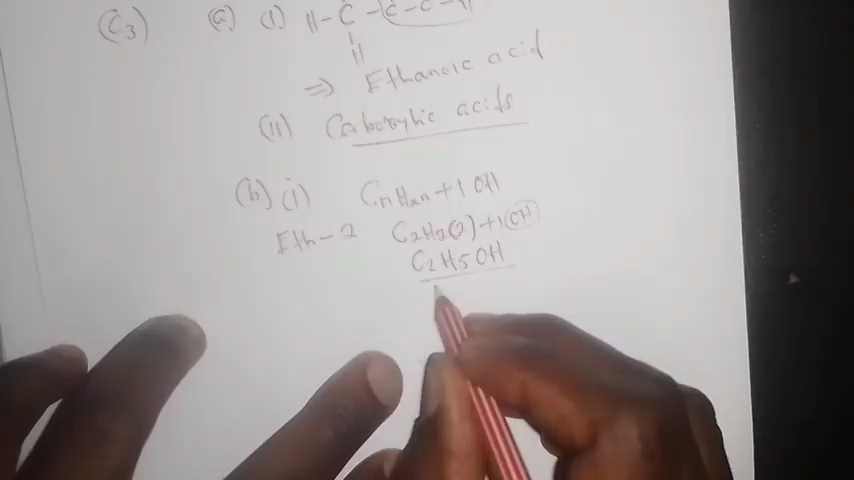 (C3) (a) (i) H-C-C-C-H
H
⇒ Ethanoic acid.
(ii) Carboxylic acids
(b) (i) CnH2n+1 OH
Eth-2 C2H2(2)+1 OH
C2H5OH